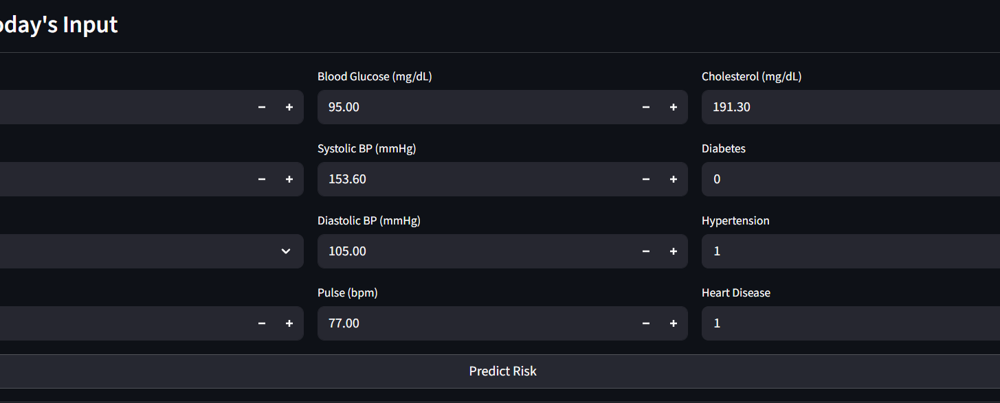 oday's Input
Blood Glucose (mg/dL)
Cholesterol (mg/dL)
95.00
191.30
Systolic BP (mmHg)
Diabetes
153.60
0
Diastolic BP (mmHg)
Hypertension
105.00
1
Pulse (bpm)
Heart Disease
77.00
1
Predict Risk